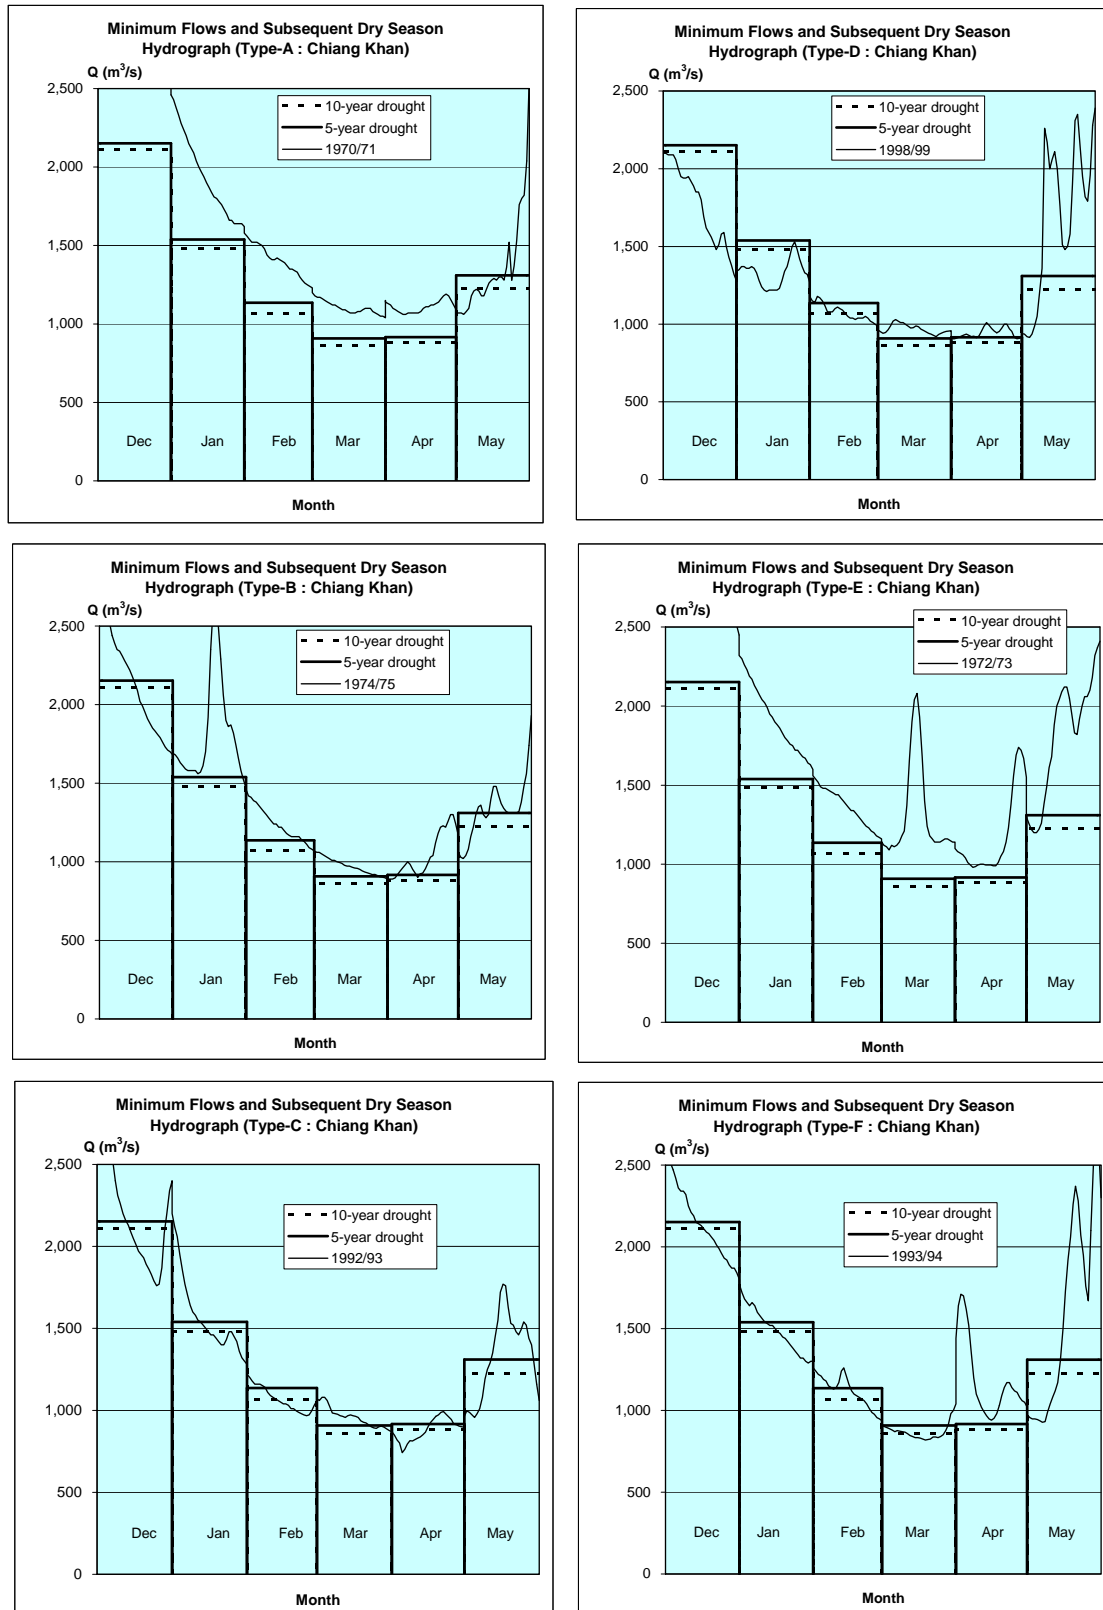 Minimum Flows and Subsequent Dry Season
Hydrograph (Type-A : Chiang Khan)
Q (m³/s)
2,500
2,000
1,500
1,000
500
0
10-year drought
5-year drought
1970/71
Dec Jan Feb Mar Apr May
Month
Minimum Flows and Subsequent Dry Season
Hydrograph (Type-D : Chiang Khan)
Q (m³/s)
2,500
2,000
1,500
1,000
500
0
10-year drought
5-year drought
1998/99
Dec Jan Feb Mar Apr May
Month
Minimum Flows and Subsequent Dry Season
Hydrograph (Type-B : Chiang Khan)
Q (m³/s)
2,500
2,000
1,500
1,000
500
0
10-year drought
5-year drought
1974/75
Dec Jan Feb Mar Apr May
Month
Minimum Flows and Subsequent Dry Season
Hydrograph (Type-E : Chiang Khan)
Q (m³/s)
2,500
2,000
1,500
1,000
500
0
10-year drought
5-year drought
1972/73
Dec Jan Feb Mar Apr May
Month
Minimum Flows and Subsequent Dry Season
Hydrograph (Type-C : Chiang Khan)
Q (m³/s)
2,500
2,000
1,500
1,000
500
0
10-year drought
5-year drought
1992/93
Dec Jan Feb Mar Apr May
Month
Minimum Flows and Subsequent Dry Season
Hydrograph (Type-F : Chiang Khan)
Q (m³/s)
2,500
2,000
1,500
1,000
500
0
10-year drought
5-year drought
1993/94
Dec Jan Feb Mar Apr May
Month